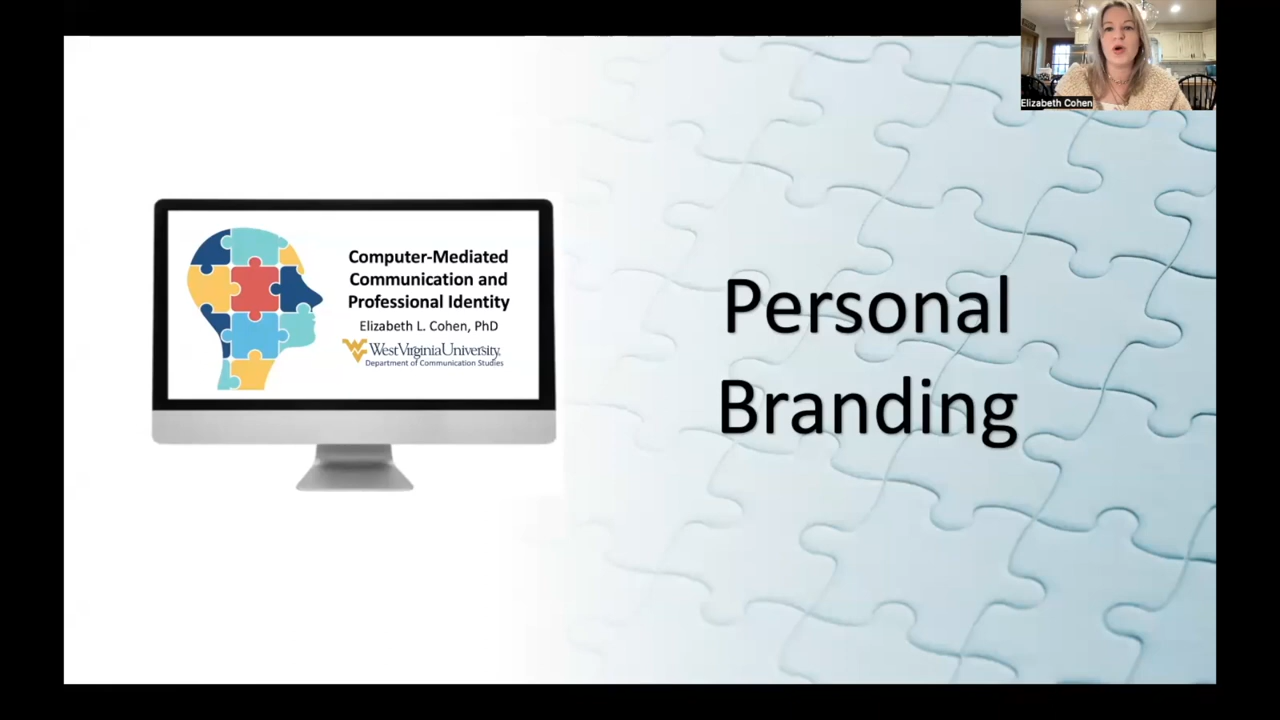 Elizabeth Cohen
Computer-Mediated
Communication and
Professional Identity
Elizabeth L. Cohen, PhD
WestVirginiaUniversity.
Department of Communication Studies
Personal
Branding